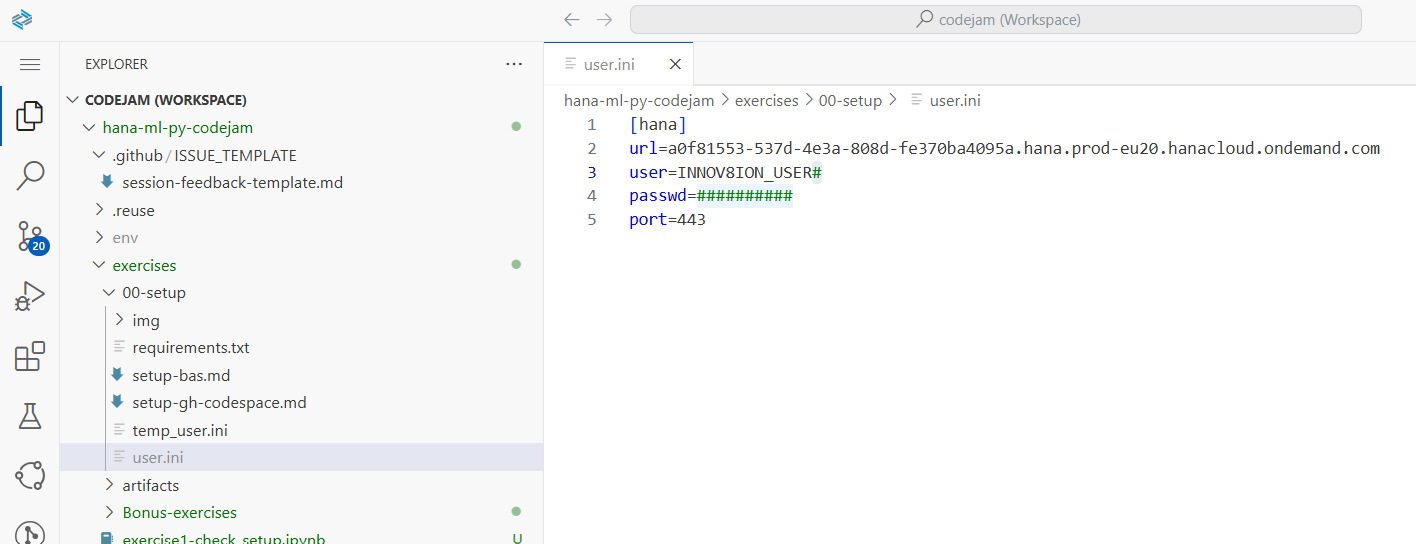 codejam (Workspace)
EXPLORER
...
CODEJAM (WORKSPACE)
hana-ml-py-codejam
.github / ISSUE_TEMPLATE
session-feedback-template.md
.reuse
env
exercises
00-setup
img
requirements.txt
setup-bas.md
setup-gh-codespace.md
temp_user.ini
user.ini
artifacts
Bonus-exercises
exercise1-check_setup.ipynb U
20
user.ini
hana-ml-py-codejam > exercises > 00-setup > user.ini
1 [hana]
2 url=a0f81553-537d-4e3a-808d-fe370ba4095a.hana.prod-eu20.hanacloud.ondemand.com
3 user=INNOV8ION_USER#
4 passwd=##########
5 port=443